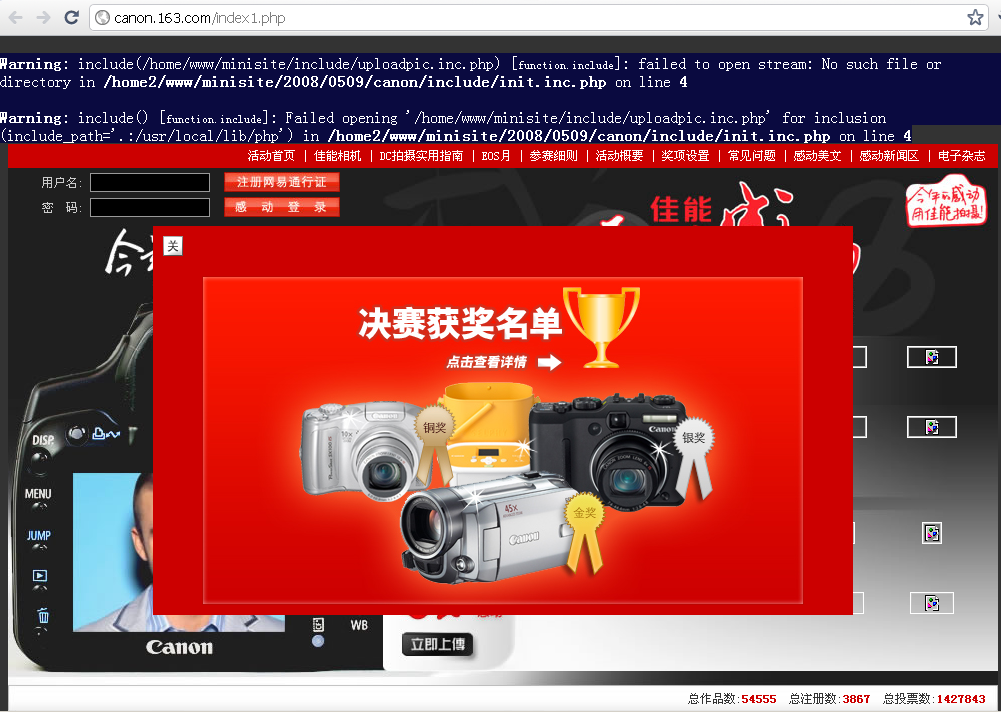 canon.163.com/index1.php
Warning: include(/home/www/minisite/include/uploadpic.inc.php) [function.include]: failed to open stream: No such file or
directory in /home2/www/minisite/2008/0509/canon/include/init.inc.php on line 4
Warning: include() [function.include]: Failed opening '/home/www/minisite/include/uploadpic.inc.php' for inclusion
(include_path='.:/usr/local/lib/php') in /home2/www/minisite/2008/0509/canon/include/init.inc.php on line 4
活动首页 | 佳能相机 | DC拍摄实用指南 | EOS月 | 参赛细则 | 活动概要 | 奖项设置 | 常见问题 | 感动美文 | 感动新闻区 | 电子杂志
用户名: 注册网易通行证
密 码: 感 动 登 录
佳能
今年的感动
用佳能拍摄!
关
决赛获奖名单
点击查看详情
铜奖
银奖
金奖
Canon
Canon
10x
45x
Canon
DISP.
MENU
JUMP
WB
Canon
立即上傳
总作品数:54555 总注册数:3867 总投票数:1427843